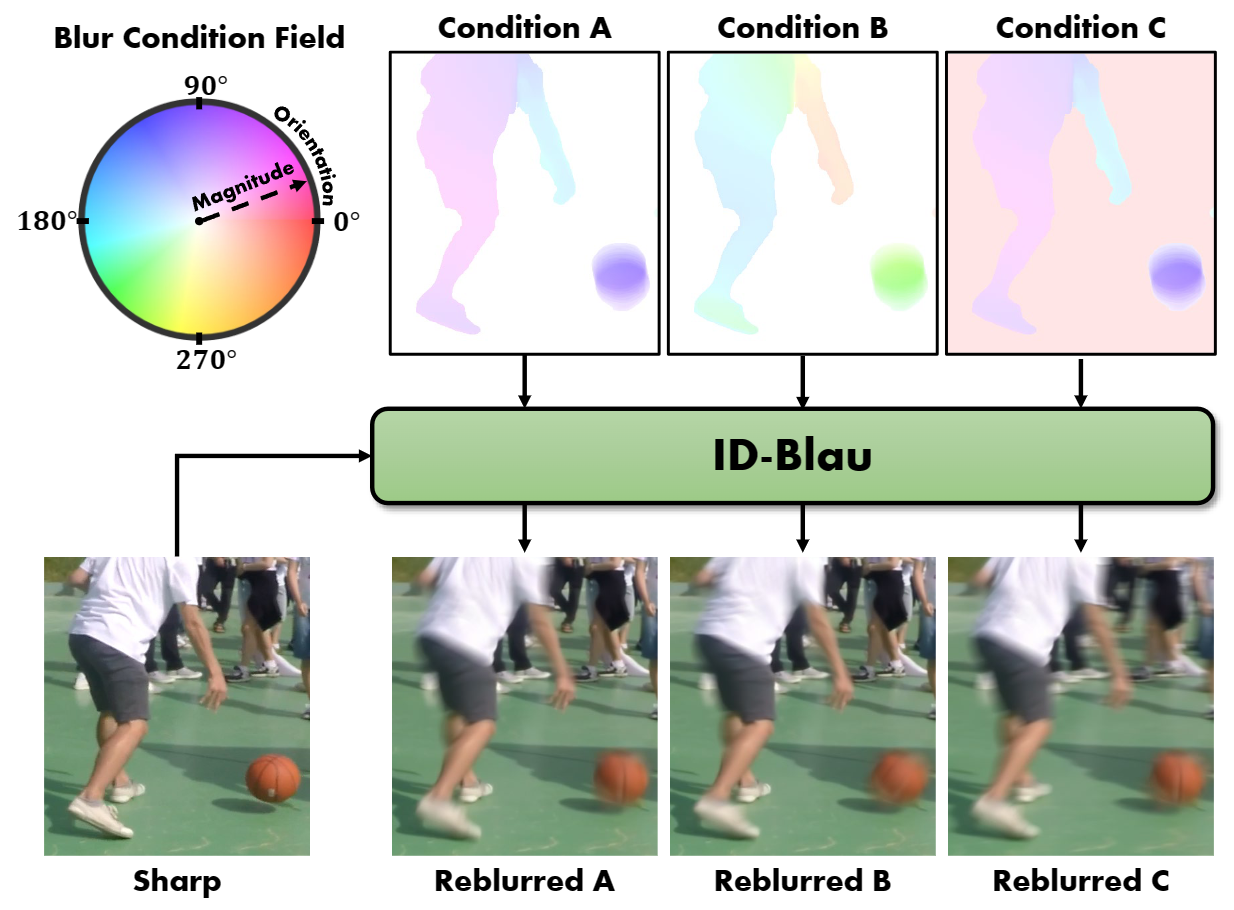 Blur Condition Field
Condition A
Condition B
Condition C
90°
Orientation
Magnitude
180°
0°
270°
ID-Blau
Sharp
Reblurred A
Reblurred B
Reblurred C